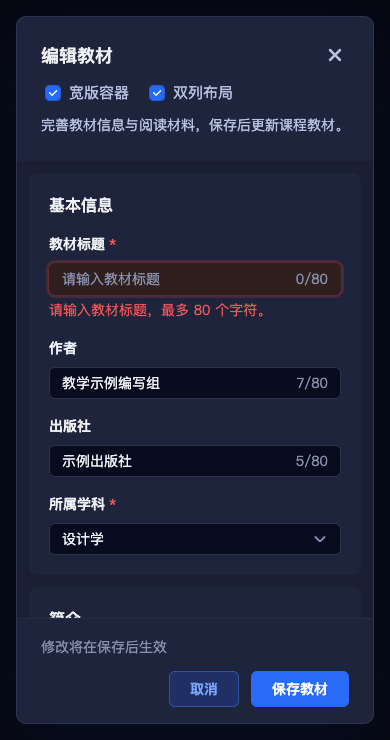 编辑教材
宽版容器 双列布局
完善教材信息与阅读材料，保存后更新课程教材。
基本信息
教材标题 *
请输入教材标题 0/80
请输入教材标题，最多 80 个字符。
作者
教学示例编写组 7/80
出版社
示例出版社 5/80
所属学科 *
设计学
简介
修改将在保存后生效
取消 保存教材